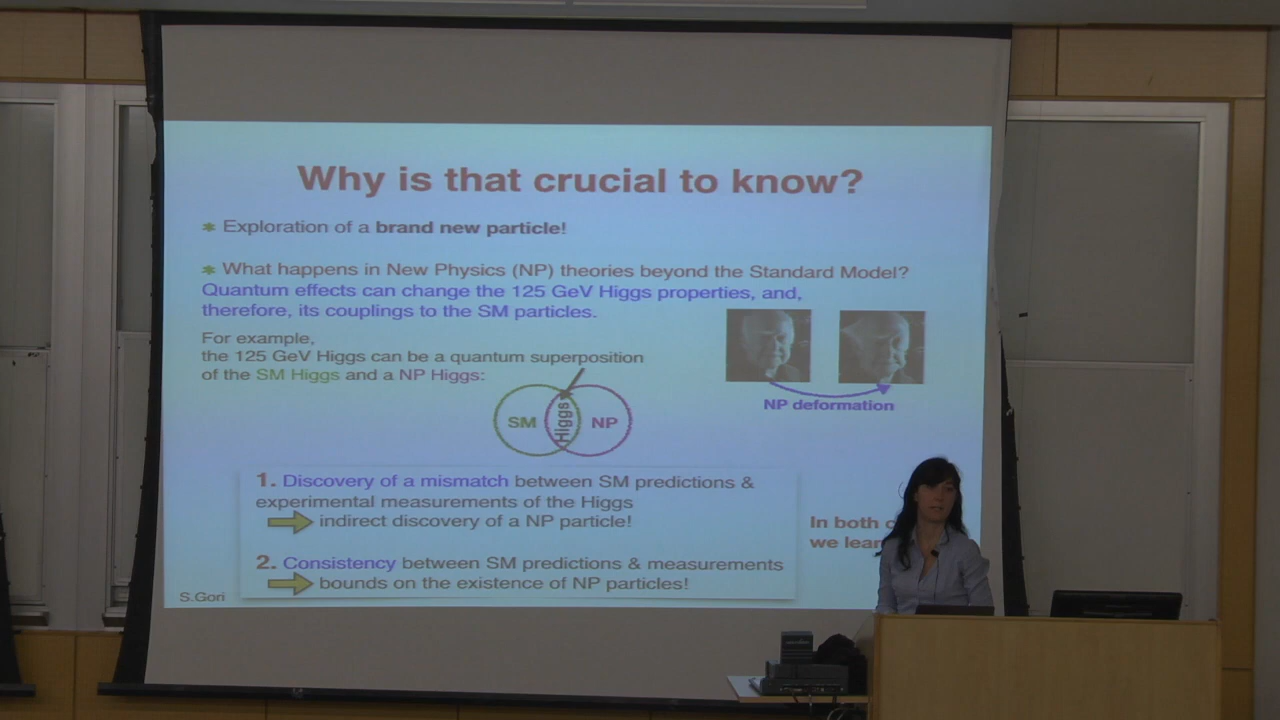 Why is that crucial to know?
* Exploration of a brand new particle!
* What happens in New Physics (NP) theories beyond the Standard Model?
Quantum effects can change the 125 GeV Higgs properties, and,
therefore, its couplings to the SM particles.
For example,
the 125 GeV Higgs can be a quantum superposition
of the SM Higgs and a NP Higgs:
NP deformation
SM
Higgs
NP
1. Discovery of a mismatch between SM predictions &
experimental measurements of the Higgs
indirect discovery of a NP particle!
2. Consistency between SM predictions & measurements
bounds on the existence of NP particles!
In both
we
S.Gori